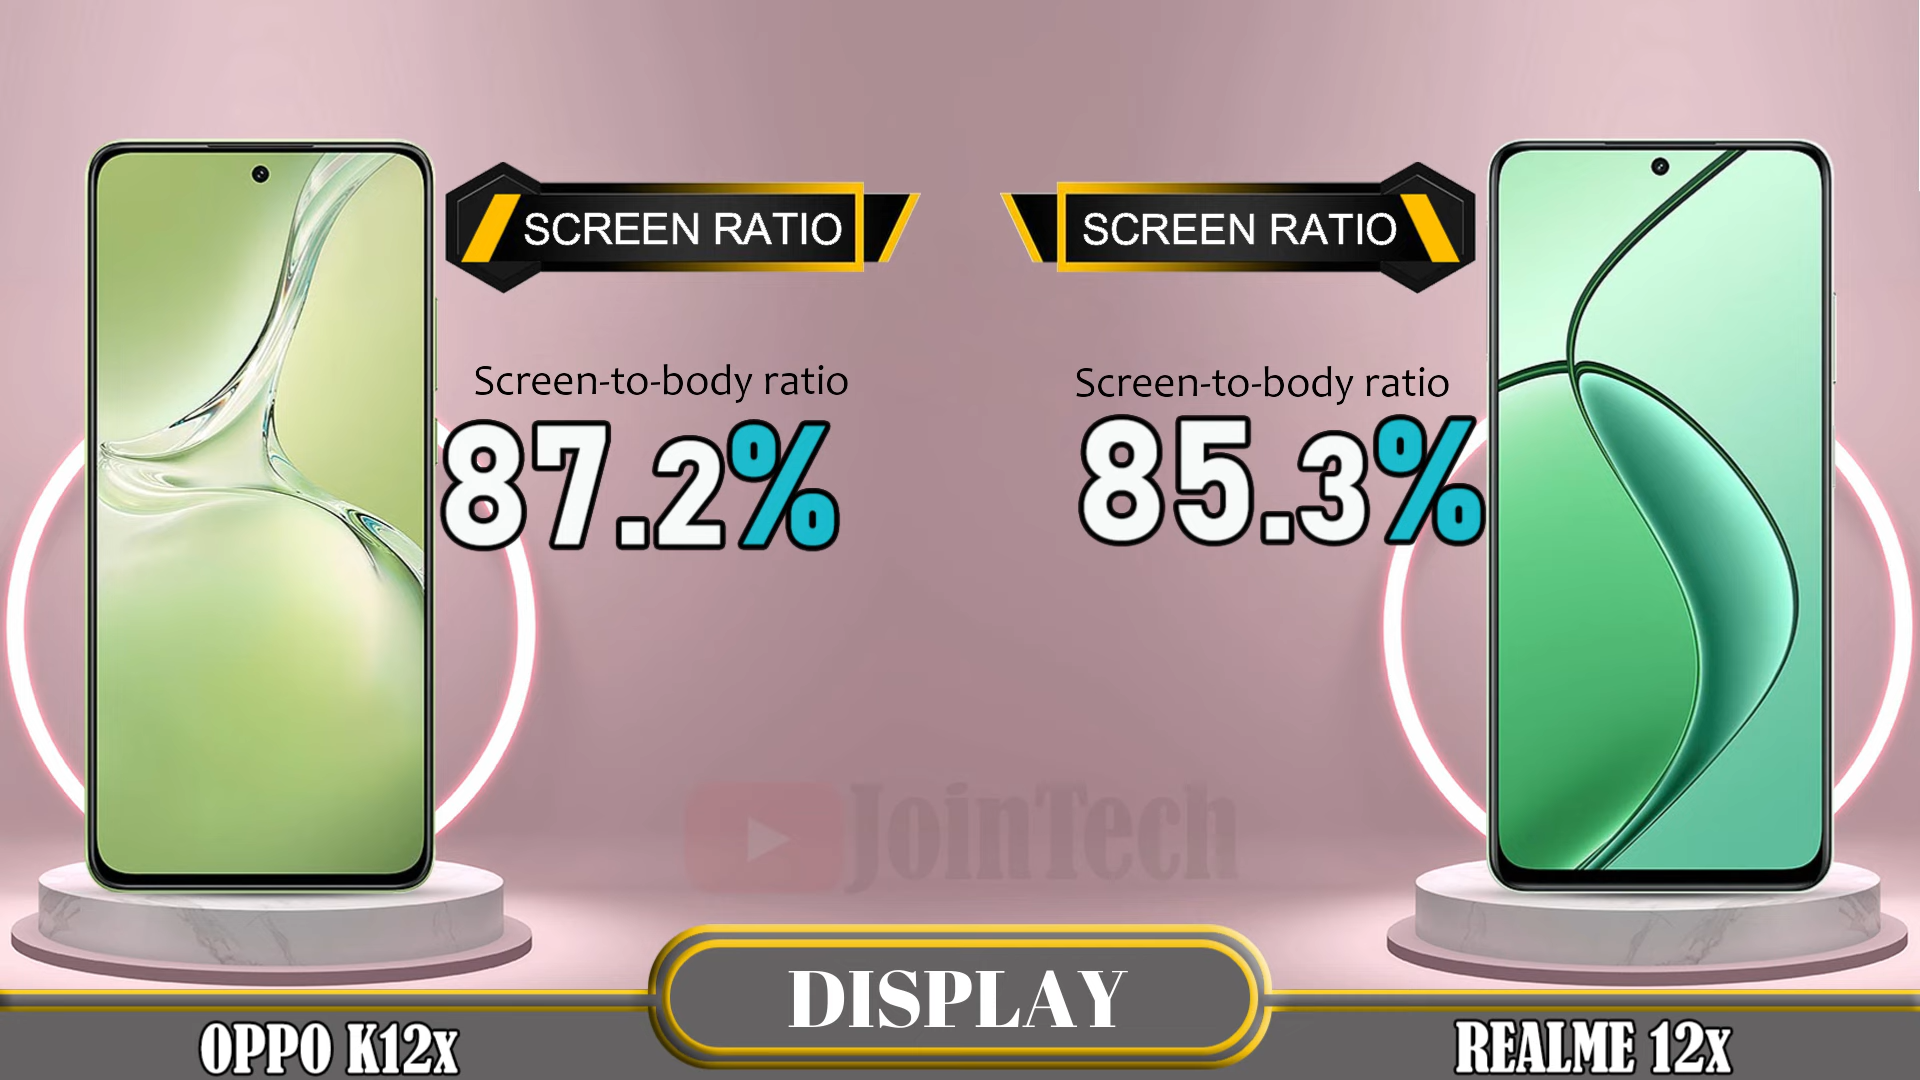 SCREEN RATIO
Screen-to-body ratio
87.2%
SCREEN RATIO
Screen-to-body ratio
85.3%
JoinTech
DISPLAY
OPPO K12x
REALME 12x